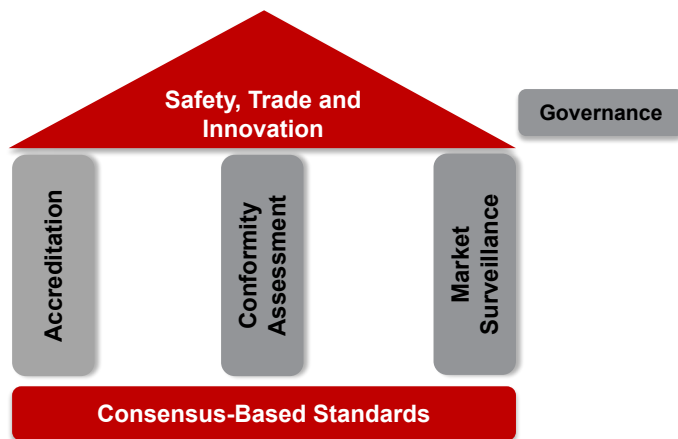 Safety, Trade and
Innovation
Governance
Accreditation
Conformity
Assessment
Market
Surveillance
Consensus-Based Standards